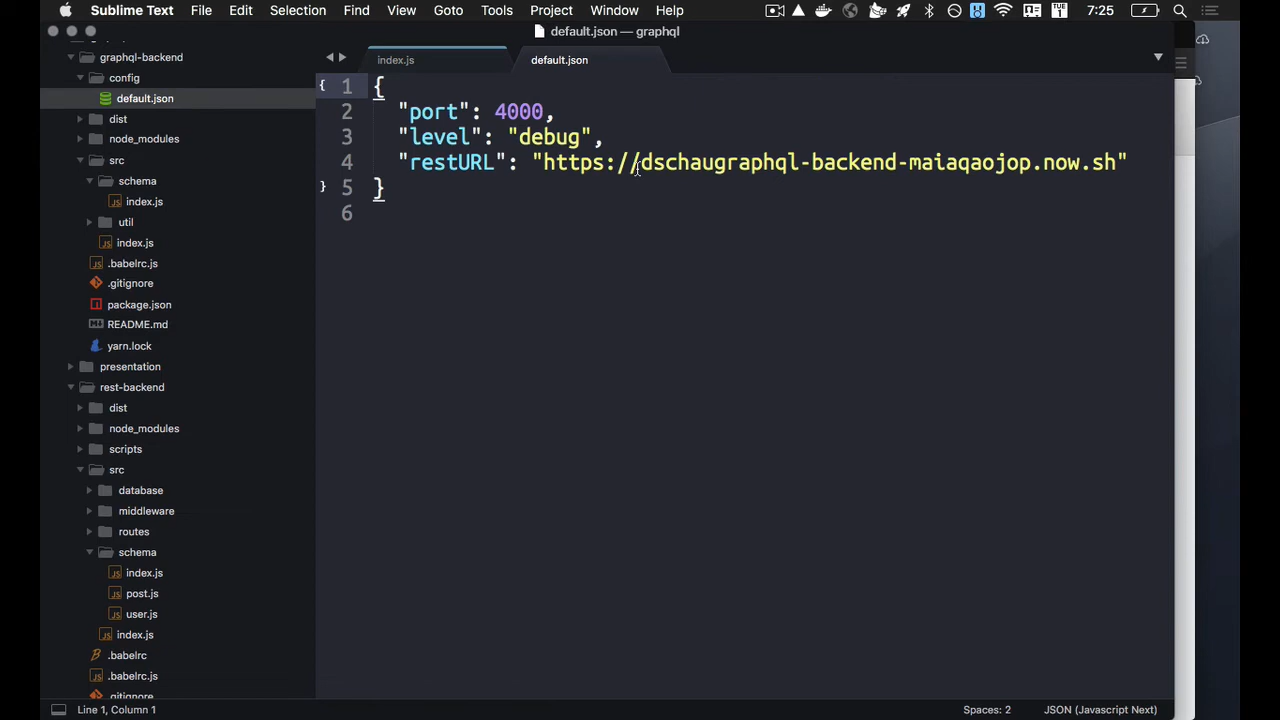 Sublime Text File Edit Selection Find View Goto Tools Project Window Help TUE 1 7:25
default.json — graphql
graphql-backend
config
default.json
dist
node_modules
src
schema
index.js
util
index.js
.babelrc.js
.gitignore
package.json
README.md
yarn.lock
presentation
rest-backend
dist
node_modules
scripts
src
database
middleware
routes
schema
index.js
post.js
user.js
index.js
.babelrc
.babelrc.js
.gitignore
index.js default.json
1 {
2 "port": 4000,
3 "level": "debug",
4 "restURL": "https://dschaugraphql-backend-maiaqaojop.now.sh"
5 }
6
Line 1, Column 1 Spaces: 2 JSON (Javascript Next)